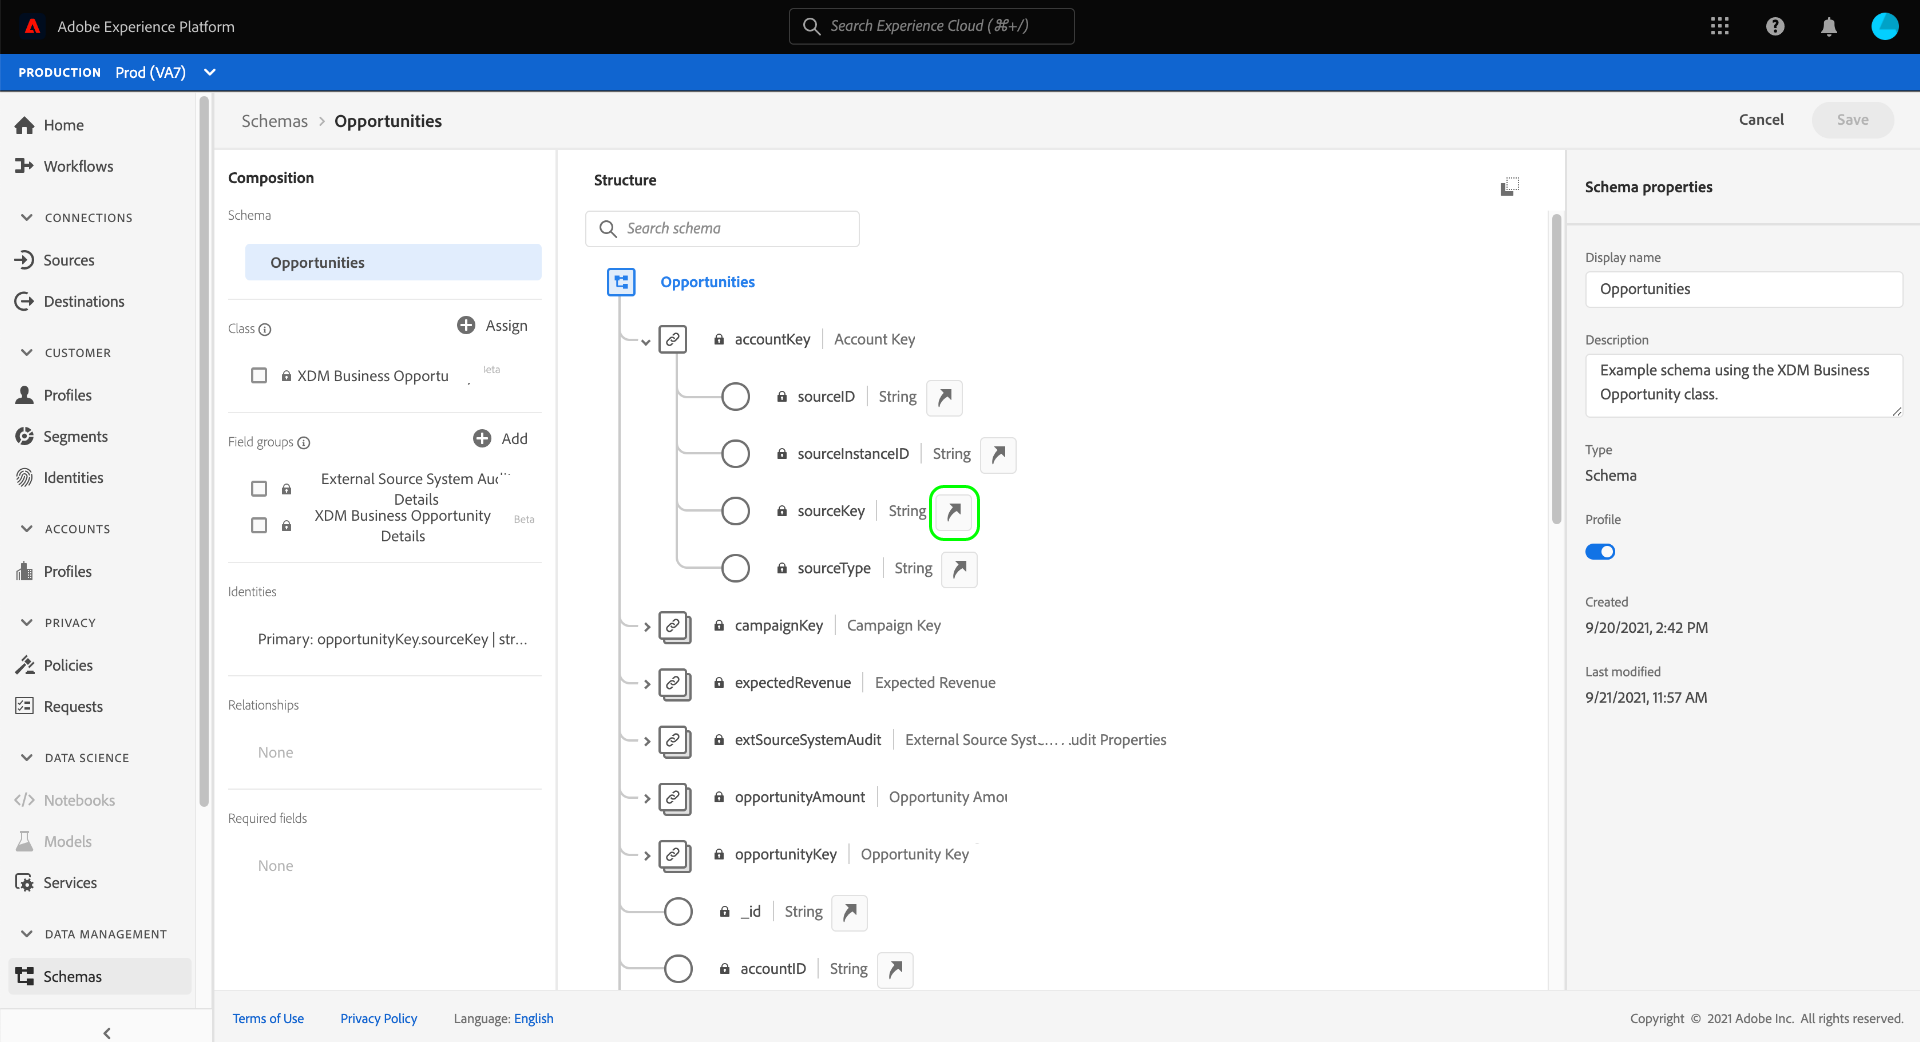 Adobe Experience Platform
Search Experience Cloud (⌘+/)
PRODUCTION Prod (VA7)
Home
Workflows
CONNECTIONS
Sources
Destinations
CUSTOMER
Profiles
Segments
Identities
ACCOUNTS
Profiles
PRIVACY
Policies
Requests
DATA SCIENCE
Notebooks
Models
Services
DATA MANAGEMENT
Schemas
Schemas > Opportunities
Cancel
Save
Composition
Schema
Opportunities
Class
Assign
XDM Business Opportu
Beta
Field groups
Add
External Source System
Details
XDM Business Opportunity
Details
Beta
Identities
Primary: opportunityKey.sourceKey | str...
Relationships
None
Required fields
None
Structure
Search schema
Opportunities
accountKey | Account Key
sourceID | String
sourceInstanceID | String
sourceKey | String
sourceType | String
campaignKey | Campaign Key
expectedRevenue | Expected Revenue
extSourceSystemAudit | External Source Properties
opportunityAmount | Opportunity Amou
opportunityKey | Opportunity Key
_id | String
accountID | String
Schema properties
Display name
Opportunities
Description
Example schema using the XDM Business
Opportunity class.
Type
Schema
Profile
Created
9/20/2021, 2:42 PM
Last modified
9/21/2021, 11:57 AM
Terms of Use
Privacy Policy
Language: English
Copyright © 2021 Adobe Inc. All rights reserved.